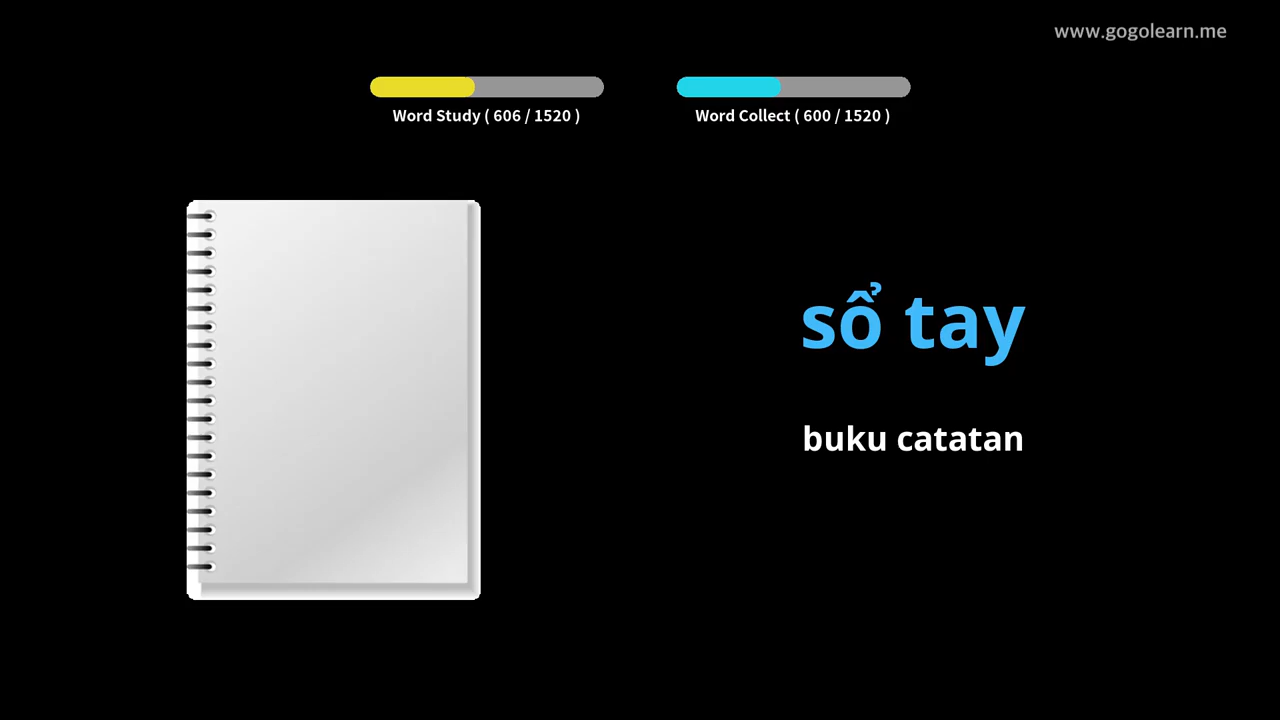 www.gogolearn.me
Word Study ( 606 / 1520 )
Word Collect ( 600 / 1520 )
sổ tay
buku catatan